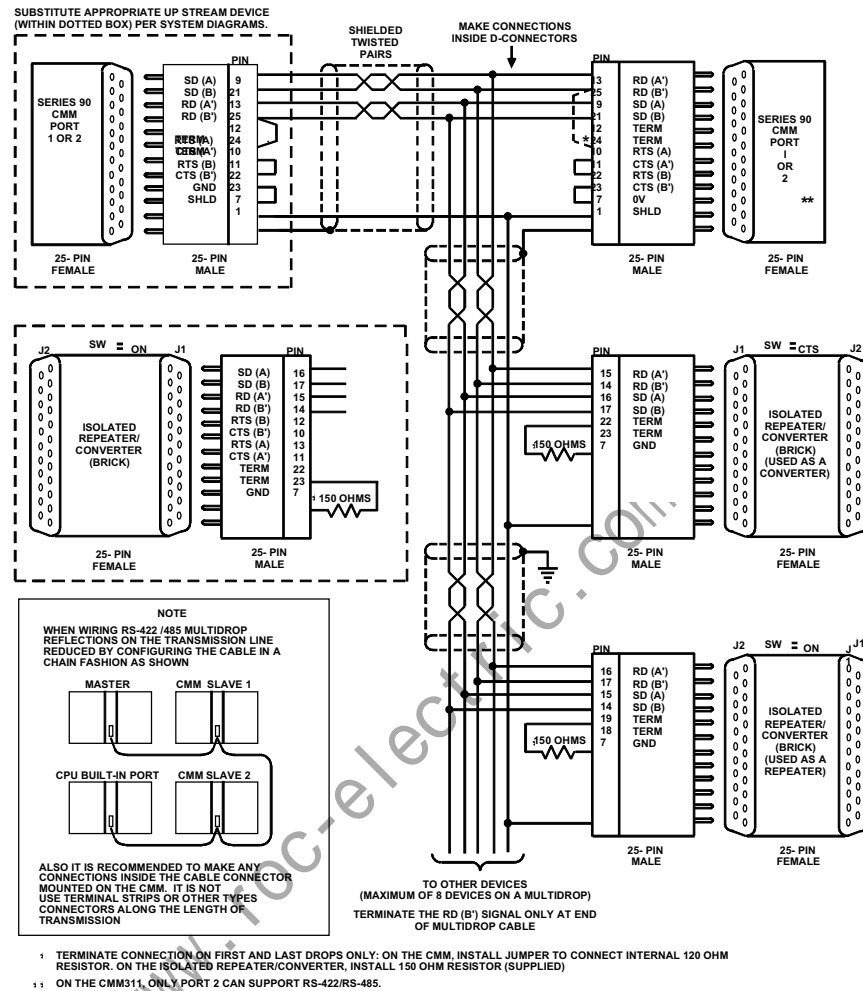 SUBSTITUTE APPROPRIATE UP STREAM DEVICE
(WITHIN DOTTED BOX) PER SYSTEM DIAGRAMS.
SHIELDED
TWISTED
PAIRS
MAKE CONNECTIONS
INSIDE D-CONNECTORS
SERIES 90
CMM
PORT
1 OR 2
25- PIN
FEMALE
PIN
SD (A) 9
SD (B) 21
RD (A') 13
RD (B') 25
12
TERM 24
10
RTS (B) 11
CTS (B') 22
GND 23
SHLD 7
1
25- PIN
MALE
PIN
13 RD (A')
25 RD (B')
9 SD (A)
21 SD (B)
12 TERM
*24 TERM
10 RTS (A)
11 CTS (A')
22 RTS (B)
23 CTS (B')
7 0V
1 SHLD
25- PIN
MALE
SERIES 90
CMM
PORT
I
OR
2
**
25- PIN
FEMALE
J2 SW = ON J1
ISOLATED
REPEATER/
CONVERTER
(BRICK)
25- PIN
FEMALE
PIN
SD (A) 16
SD (B) 17
RD (A') 15
RD (B') 14
RTS (B) 12
CTS (B') 10
RTS (A) 13
CTS (A') 11
TERM 22
TERM 23
GND 7
150 OHMS
25- PIN
MALE
PIN
15 RD (A')
14 RD (B')
16 SD (A)
17 SD (B)
22 TERM
23 TERM
7 GND
150 OHMS
25- PIN
MALE
J1 SW = CTS J2
ISOLATED
REPEATER/
CONVERTER
(BRICK)
(USED AS A
CONVERTER)
25- PIN
FEMALE
PIN
16 RD (A')
17 RD (B')
15 SD (A)
14 SD (B)
19 TERM
18 TERM
7 GND
150 OHMS
25- PIN
MALE
J2 SW = ON J1
ISOLATED
REPEATER/
CONVERTER
(BRICK)
(USED AS A
REPEATER)
25- PIN
FEMALE
NOTE
WHEN WIRING RS-422 /485 MULTIDROP
REFLECTIONS ON THE TRANSMISSION LINE
REDUCED BY CONFIGURING THE CABLE IN A
CHAIN FASHION AS SHOWN
MASTER CMM SLAVE 1
CPU BUILT-IN PORT CMM SLAVE 2
ALSO IT IS RECOMMENDED TO MAKE ANY
CONNECTIONS INSIDE THE CABLE CONNECTOR
MOUNTED ON THE CMM. IT IS NOT
USE TERMINAL STRIPS OR OTHER TYPES
CONNECTORS ALONG THE LENGTH OF
TRANSMISSION
TO OTHER DEVICES
(MAXIMUM OF 8 DEVICES ON A MULTIDROP)
TERMINATE THE RD (B') SIGNAL ONLY AT END
OF MULTIDROP CABLE
TERMINATE CONNECTION ON FIRST AND LAST DROPS ONLY: ON THE CMM, INSTALL JUMPER TO CONNECT INTERNAL 120 OHM
RESISTOR. ON THE ISOLATED REPEATER/CONVERTER, INSTALL 150 OHM RESISTOR (SUPPLIED)
ON THE CMM311, ONLY PORT 2 CAN SUPPORT RS-422/RS-485.
www.roc-electric.com